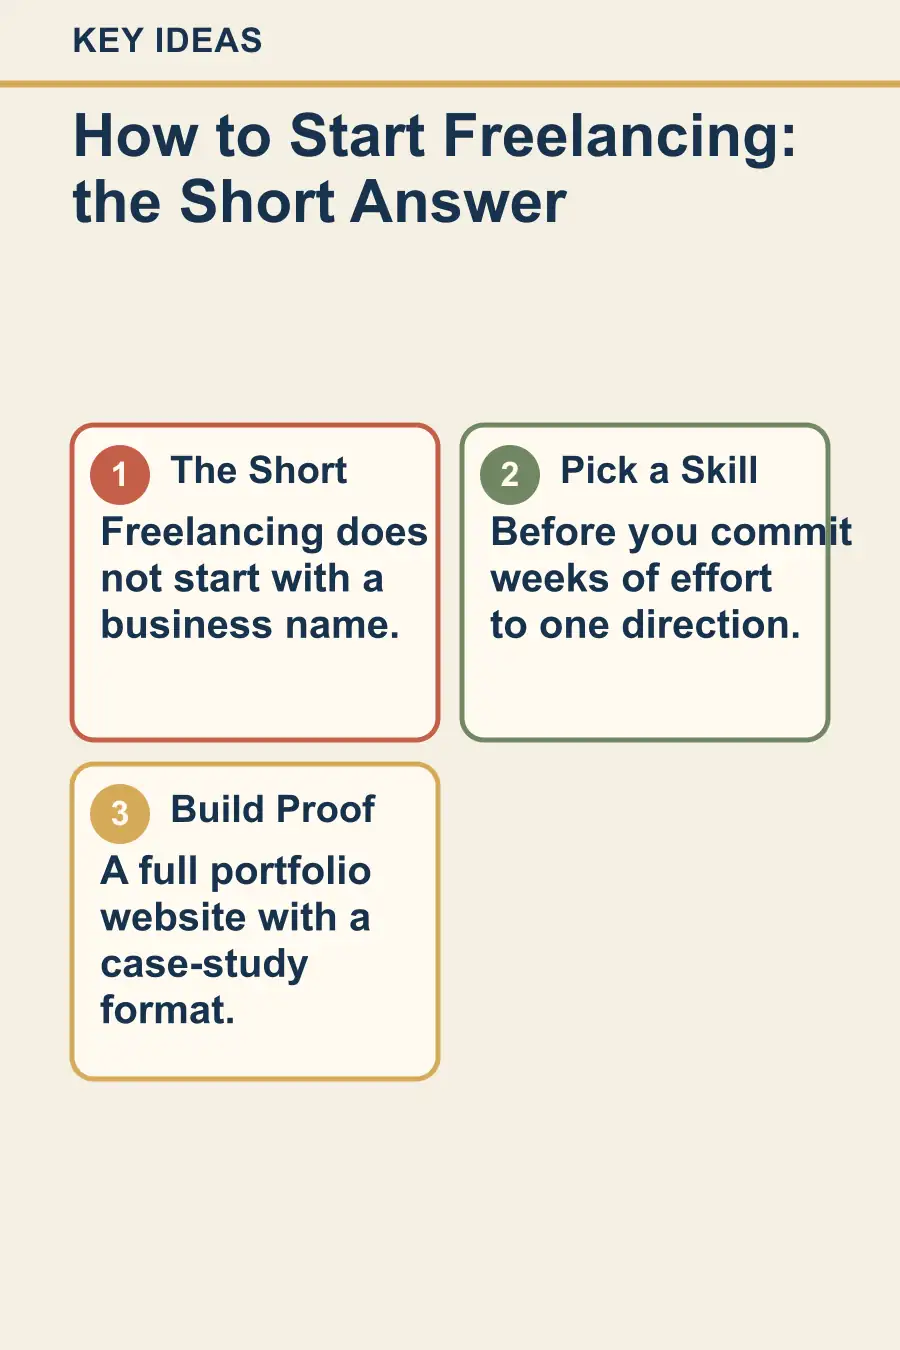 KEY IDEAS
How to Start Freelancing:
the Short Answer
1 The Short
Freelancing does
not start with a
business name.
2 Pick a Skill
Before you commit
weeks of effort
to one direction.
3 Build Proof
A full portfolio
website with a
case-study
format.